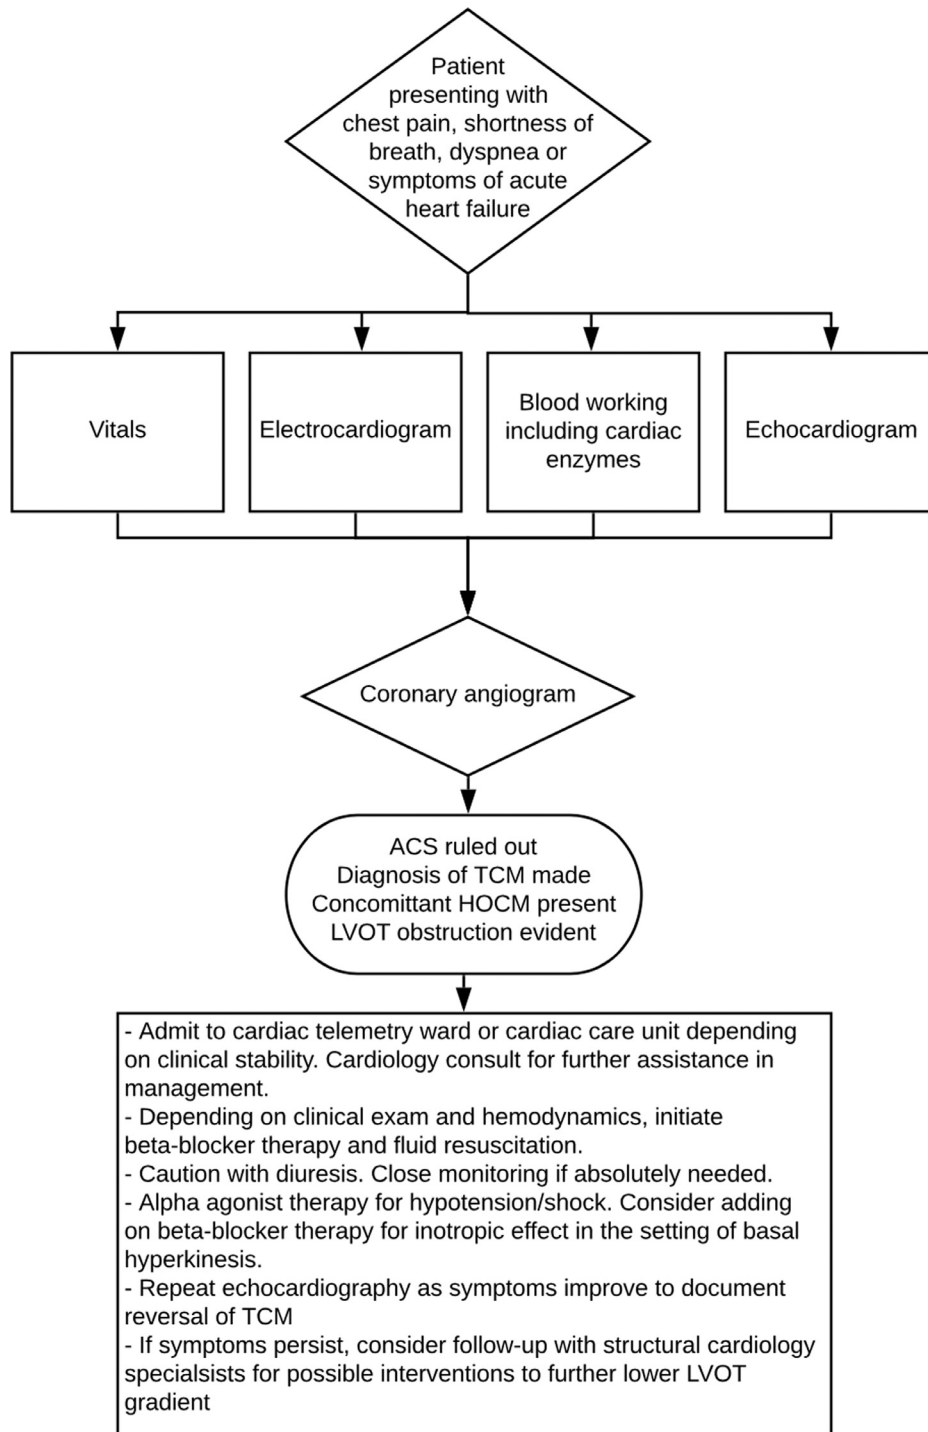 Patient
presenting with
chest pain, shortness of
breath, dyspnea or
symptoms of acute
heart failure
Vitals
Electrocardiogram
Blood working
including cardiac
enzymes
Echocardiogram
Coronary angiogram
ACS ruled out
Diagnosis of TCM made
Concomittant HOCM present
LVOT obstruction evident
- Admit to cardiac telemetry ward or cardiac care unit depending
on clinical stability. Cardiology consult for further assistance in
management.
- Depending on clinical exam and hemodynamics, initiate
beta-blocker therapy and fluid resuscitation.
- Caution with diuresis. Close monitoring if absolutely needed.
- Alpha agonist therapy for hypotension/shock. Consider adding
on beta-blocker therapy for inotropic effect in the setting of basal
hyperkinesis.
- Repeat echocardiography as symptoms improve to document
reversal of TCM
- If symptoms persist, consider follow-up with structural cardiology
specialsists for possible interventions to further lower LVOT
gradient